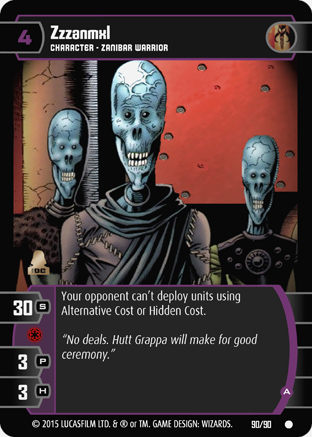 4
Zzzanmxl
CHARACTER - ZANIBAR WARRIOR
DC
30 S
Your opponent can't deploy units using
Alternative Cost or Hidden Cost.
3 P
"No deals. Hutt Grappa will make for good
ceremony."
3 H
A
© 2015 LUCASFILM LTD. & ® OR TM. GAME DESIGN: WIZARDS. 90/90